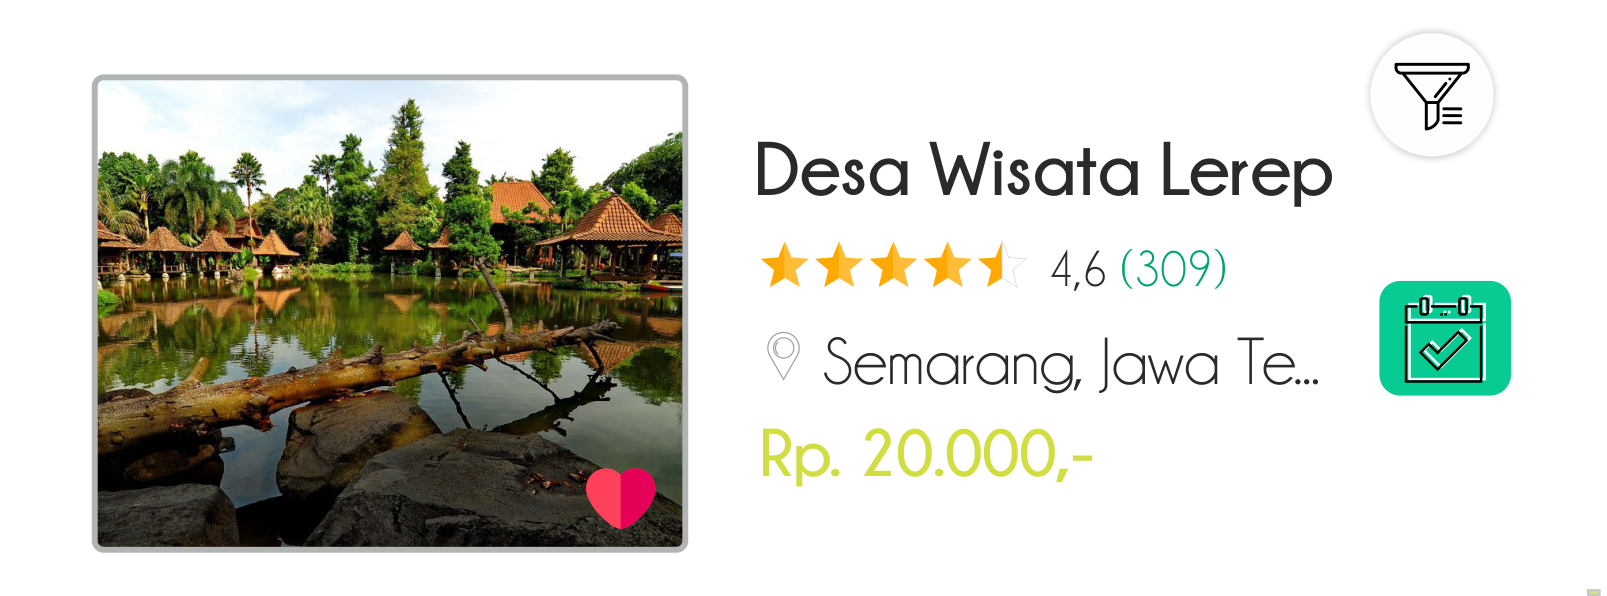 Desa Wisata Lerep
4,6 (309)
Semarang, Jawa Te...
Rp. 20.000,-